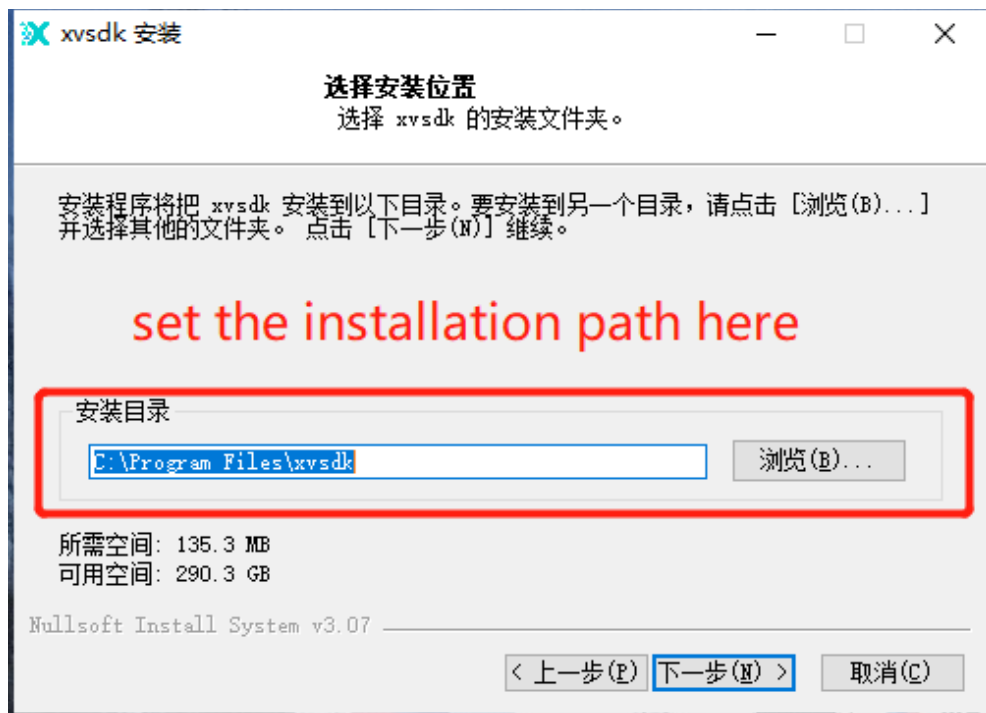 xvsdk 安装
选择安装位置
选择 xvsdk 的安装文件夹。
安装程序将把 xvsdk 安装到以下目录。要安装到另一个目录，请点击 [浏览(B)...]
并选择其他的文件夹。 点击 [下一步(N)] 继续。
set the installation path here
安装目录
C:\Program Files\xvsdk
浏览(B)...
所需空间: 135.3 MB
可用空间: 290.3 GB
Nullsoft Install System v3.07
< 上一步(P)
下一步(N) >
取消(C)